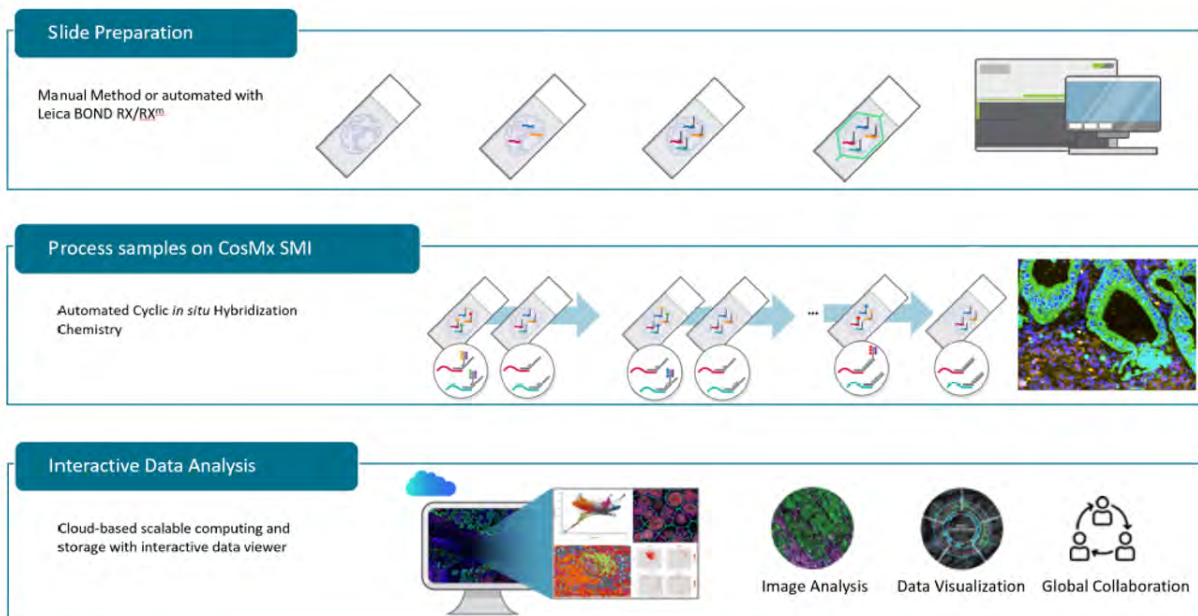 Slide Preparation
Manual Method or automated with
Leica BOND RX/RXᵐ
Process samples on CosMx SMI
Automated Cyclic in situ Hybridization
Chemistry
...
Interactive Data Analysis
Cloud-based scalable computing and
storage with interactive data viewer
Image Analysis
Data Visualization
Global Collaboration